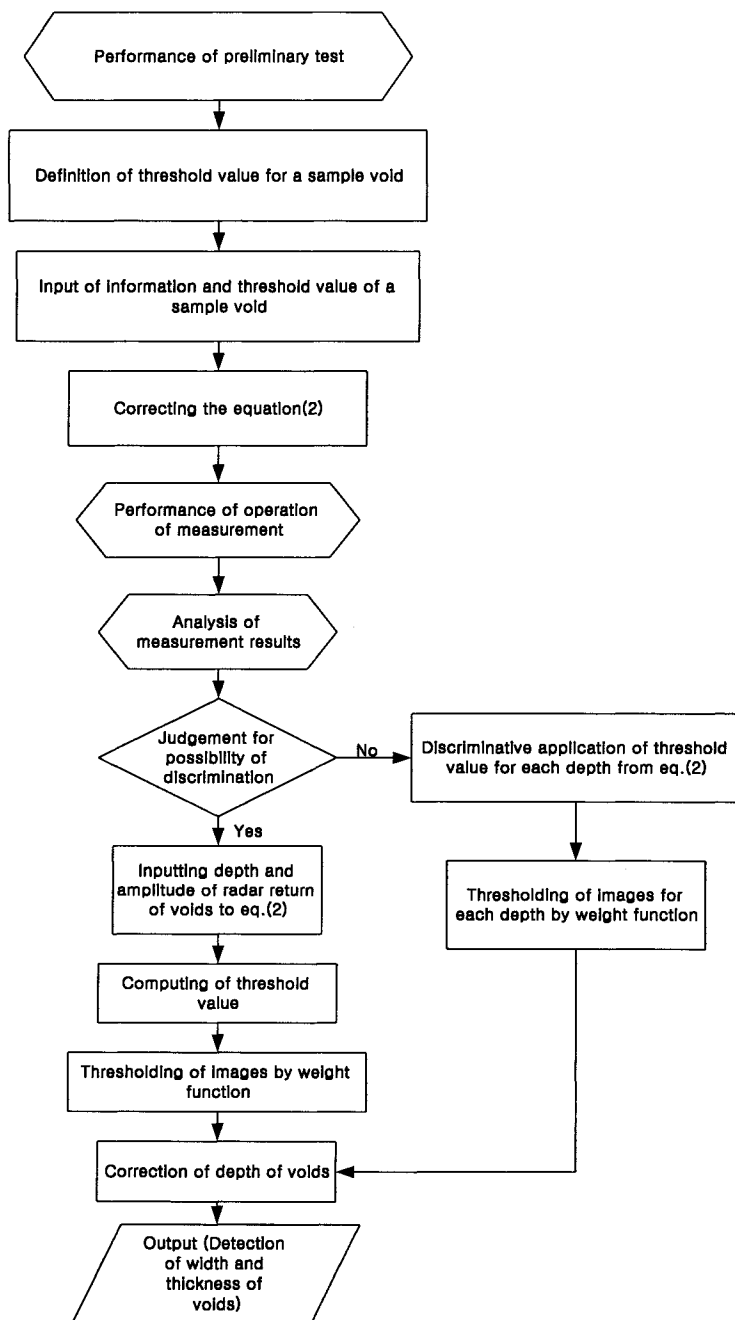 Performance of preliminary test
Definition of threshold value for a sample void
Input of information and threshold value of a
sample void
Correcting the equation(2)
Performance of operation
of measurement
Analysis of
measurement results
Judgement for
possibility of
discrimination
No
Discriminative application of threshold
value for each depth from eq.(2)
Yes
Inputting depth and
amplitude of radar return
of voids to eq.(2)
Thresholding of images for
each depth by weight function
Computing of threshold
value
Thresholding of images by weight
function
Correction of depth of voids
Output (Detection
of width and
thickness of
voids)